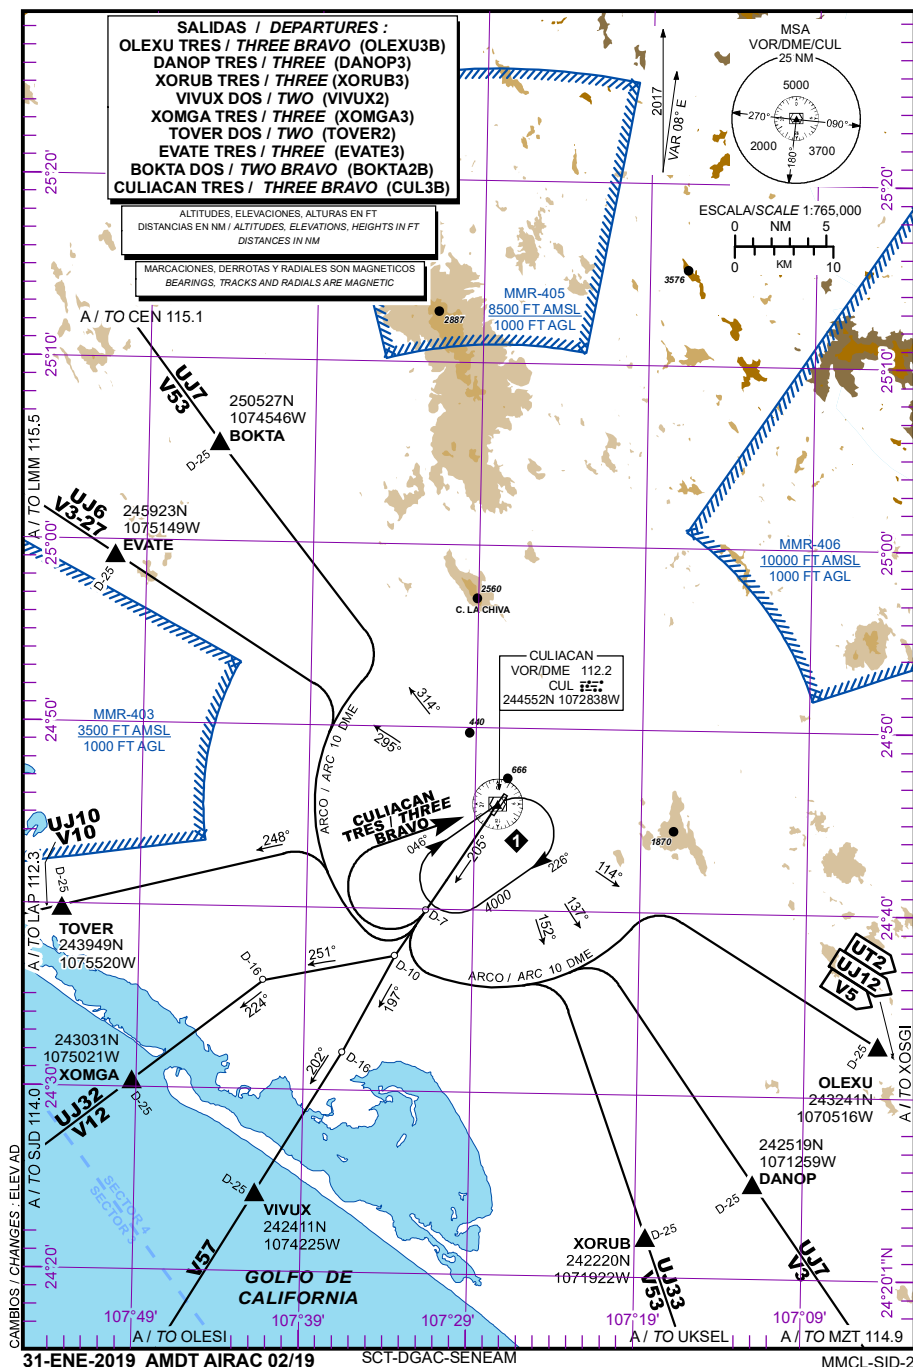 SALIDAS / DEPARTURES :
OLEXU TRES / THREE BRAVO (OLEXU3B)
DANOP TRES / THREE (DANOP3)
XORUB TRES / THREE (XORUB3)
VIVUX DOS / TWO (VIVUX2)
XOMGA TRES / THREE (XOMGA3)
TOVER DOS / TWO (TOVER2)
EVATE TRES / THREE (EVATE3)
BOKTA DOS / TWO BRAVO (BOKTA2B)
CULIACAN TRES / THREE BRAVO (CUL3B)
ALTITUDES, ELEVACIONES, ALTURAS EN FT
DISTANCIAS EN NM / ALTITUDES, ELEVATIONS, HEIGHTS IN FT
DISTANCES IN NM
MARCACIONES, DERROTAS Y RADIALES SON MAGNETICOS
BEARINGS, TRACKS AND RADIALS ARE MAGNETIC
2017
VAR 08° E
MSA
VOR/DME/CUL
25 NM
5000
270°
090°
2000
3700
180°
ESCALA/SCALE 1:765,000
0 NM 5
0 KM 10
25°20'
25°20'
MMR-405
8500 FT AMSL
1000 FT AGL
3576
2887
A / TO CEN 115.1
25°10'
25°10'
UJ7
V53
250527N
1074546W
BOKTA
D-25
A / TO LMM 115.5
UJ6
V3-27
245923N
1075149W
EVATE
D-25
25°00'
25°00'
MMR-406
10000 FT AMSL
1000 FT AGL
2560
C. LA CHIVA
CULIACAN
VOR/DME 112.2
CUL
244552N 1072838W
MMR-403
3500 FT AMSL
1000 FT AGL
24°50'
24°50'
314°
295°
440
666
ARCO / ARC 10 DME
CULIACAN
TRES / THREE
BRAVO
046°
205°
1
226°
4000
1870
UJ10
V10
248°
114°
137°
152°
D-25
A / TO LAP 112.3
TOVER
243949N
1075520W
D-7
24°40'
251°
D-10
D-16
ARCO / ARC 10 DME
224°
197°
UT2
UJ12
V5
D-25
OLEXU
243241N
1070516W
A / TO XOSGI
243031N
1075021W
XOMGA
D-25
202°
D-16
24°30'
24°30'
UJ32
V12
A / TO SJD 114.0
SECTOR 4
SECTOR 3
D-25
VIVUX
242411N
1074225W
V57
242519N
1071259W
DANOP
D-25
XORUB
242220N
1071922W
D-25
UJ33
V53
UJ7
V3
24°20'
24°20'1"N
GOLFO DE
CALIFORNIA
107°49'
107°39'
107°29'
107°19'
107°09'
A / TO OLESI
A / TO UKSEL
A / TO MZT 114.9
CAMBIOS / CHANGES : ELEV AD
31-ENE-2019 AMDT AIRAC 02/19
SCT-DGAC-SENEAM
MMCL-SID-2